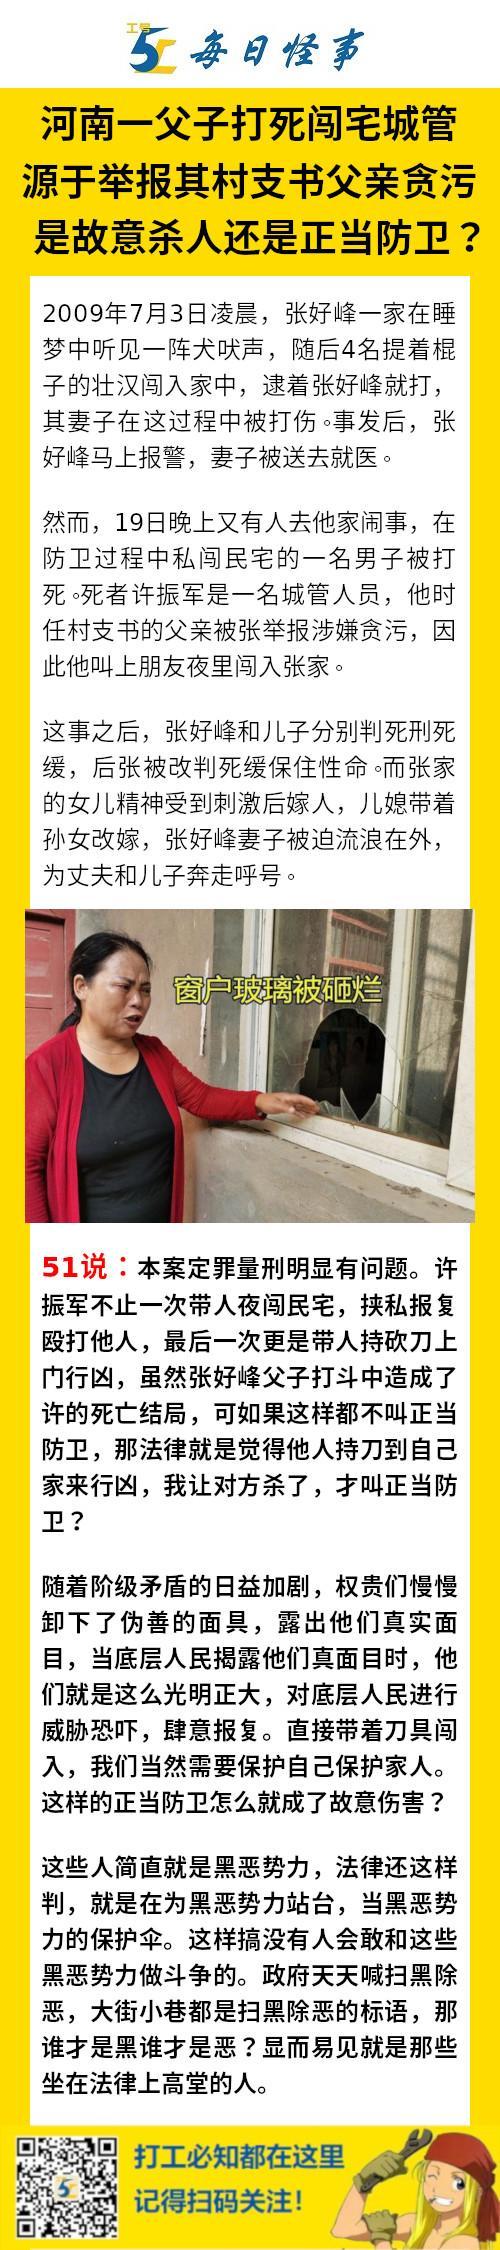 工号
51
每日怪事
河南一父子打死闯宅城管
源于举报其村支书父亲贪污
是故意杀人还是正当防卫？
2009年7月3日凌晨，张好峰一家在睡
梦中听见一阵犬吠声，随后4名提着棍
子的壮汉闯入家中，逮着张好峰就打，
其妻子在这过程中被打伤。事发后，张
好峰马上报警，妻子被送去就医。
然而，19日晚上又有人去他家闹事，在
防卫过程中私闯民宅的一名男子被打
死。死者许振军是一名城管人员，他时
任村支书的父亲被张举报涉嫌贪污，因
此他叫上朋友夜里闯入张家。
这事之后，张好峰和儿子分别判死刑死
缓，后张被改判死缓保住性命。而张家
的女儿精神受到刺激后嫁人，儿媳带着
孙女改嫁，张好峰妻子被迫流浪在外，
为丈夫和儿子奔走呼号。
窗户玻璃被砸烂
51说：本案定罪量刑明显有问题。许
振军不止一次带人夜闯民宅，挟私报复
殴打他人，最后一次更是带人持砍刀上
门行凶，虽然张好峰父子打斗中造成了
许的死亡结局，可如果这样都不叫正当
防卫，那法律就是觉得他人持刀到自己
家来行凶，我让对方杀了，才叫正当防
卫？
随着阶级矛盾的日益加剧，权贵们慢慢
卸下了伪善的面具，露出他们真实面
目，当底层人民揭露他们真面目时，他
们就是这么光明正大，对底层人民进行
威胁恐吓，肆意报复。直接带着刀具闯
入，我们当然需要保护自己保护家人。
这样的正当防卫怎么就成了故意伤害？
这些人简直就是黑恶势力，法律还这样
判，就是在为黑恶势力站台，当黑恶势
力的保护伞。这样搞没有人会敢和这些
黑恶势力做斗争的。政府天天喊扫黑除
恶，大街小巷都是扫黑除恶的标语，那
谁才是黑谁才是恶？显而易见就是那些
坐在法律上高堂的人。
打工必知都在这里
记得扫码关注！